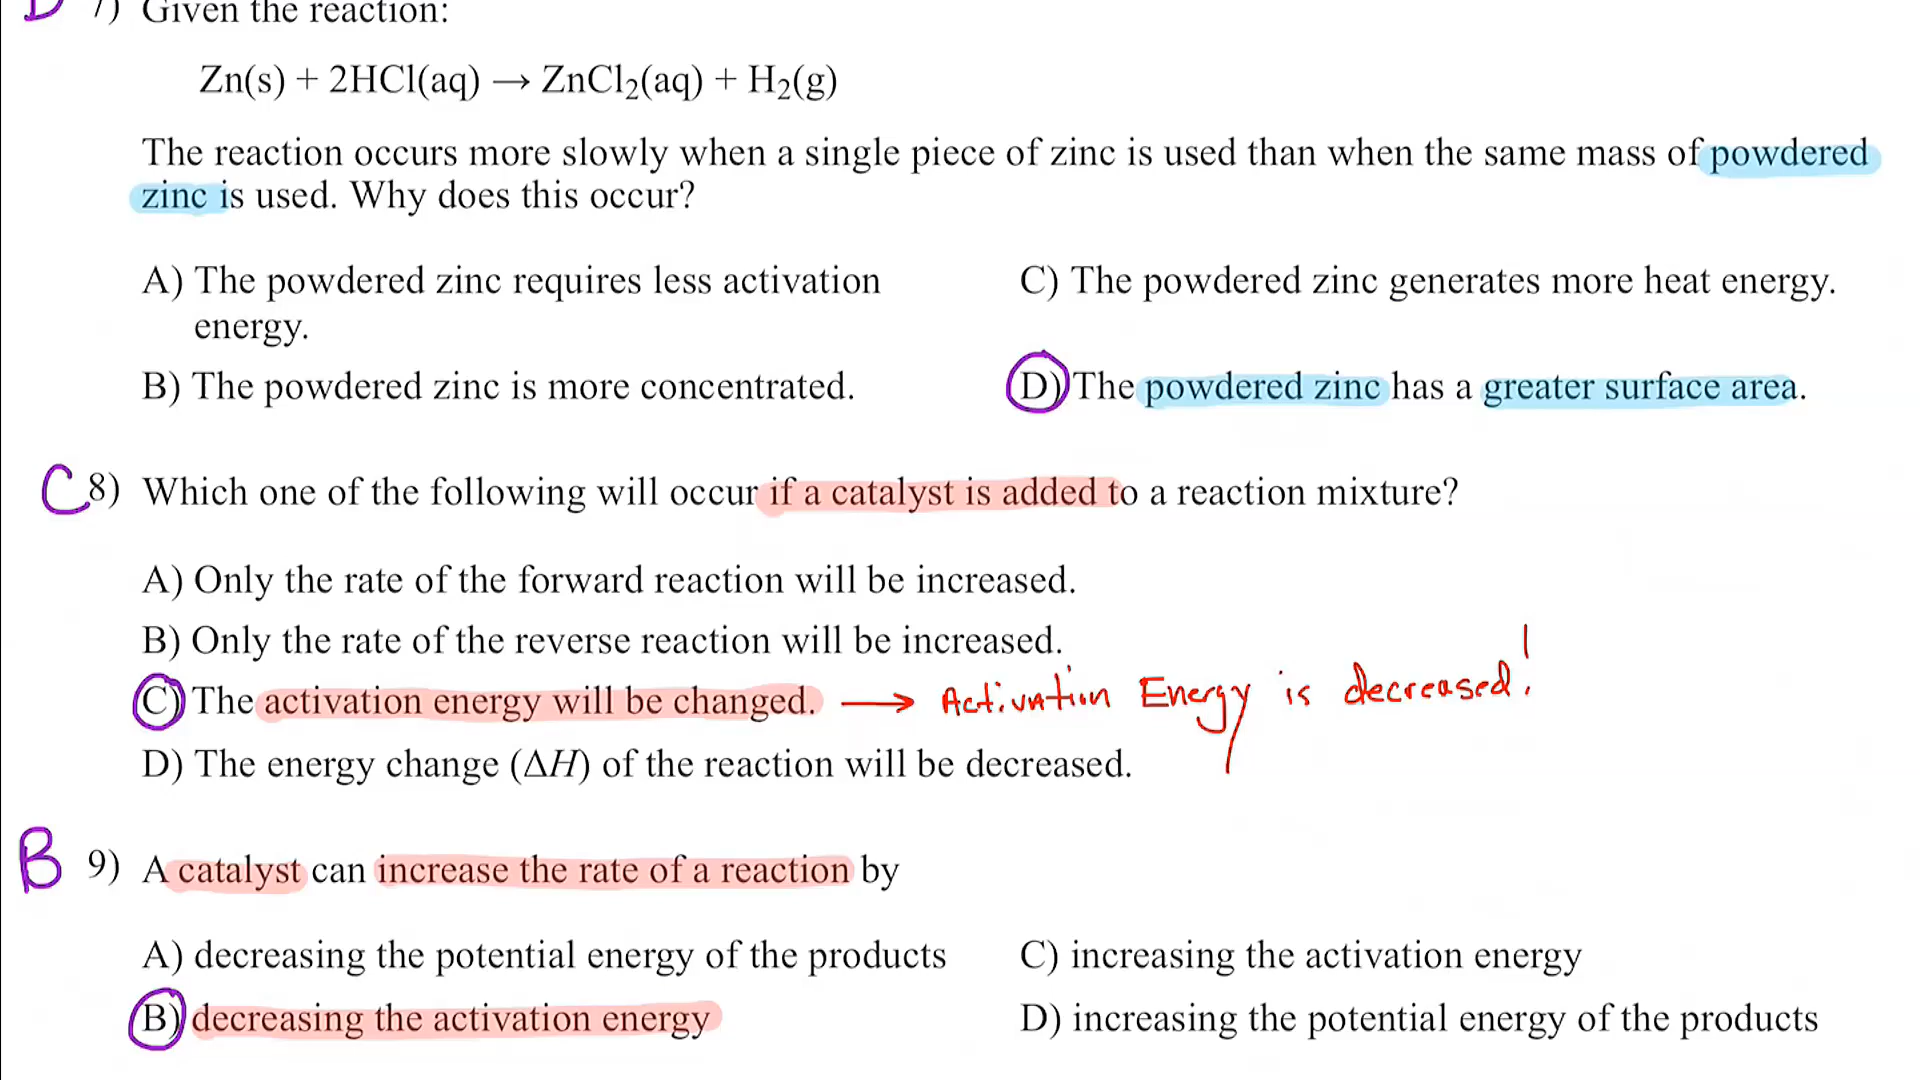 D 7) Given the reaction:
Zn(s) + 2HCl(aq) → ZnCl₂(aq) + H₂(g)
The reaction occurs more slowly when a single piece of zinc is used than when the same mass of powdered
zinc is used. Why does this occur?
A) The powdered zinc requires less activation
energy.
C) The powdered zinc generates more heat energy.
B) The powdered zinc is more concentrated.
D) The powdered zinc has a greater surface area.
C 8) Which one of the following will occur if a catalyst is added to a reaction mixture?
A) Only the rate of the forward reaction will be increased.
B) Only the rate of the reverse reaction will be increased.
C) The activation energy will be changed. → Activation Energy is decreased!
D) The energy change (ΔH) of the reaction will be decreased.
B 9) A catalyst can increase the rate of a reaction by
A) decreasing the potential energy of the products
C) increasing the activation energy
B) decreasing the activation energy
D) increasing the potential energy of the products